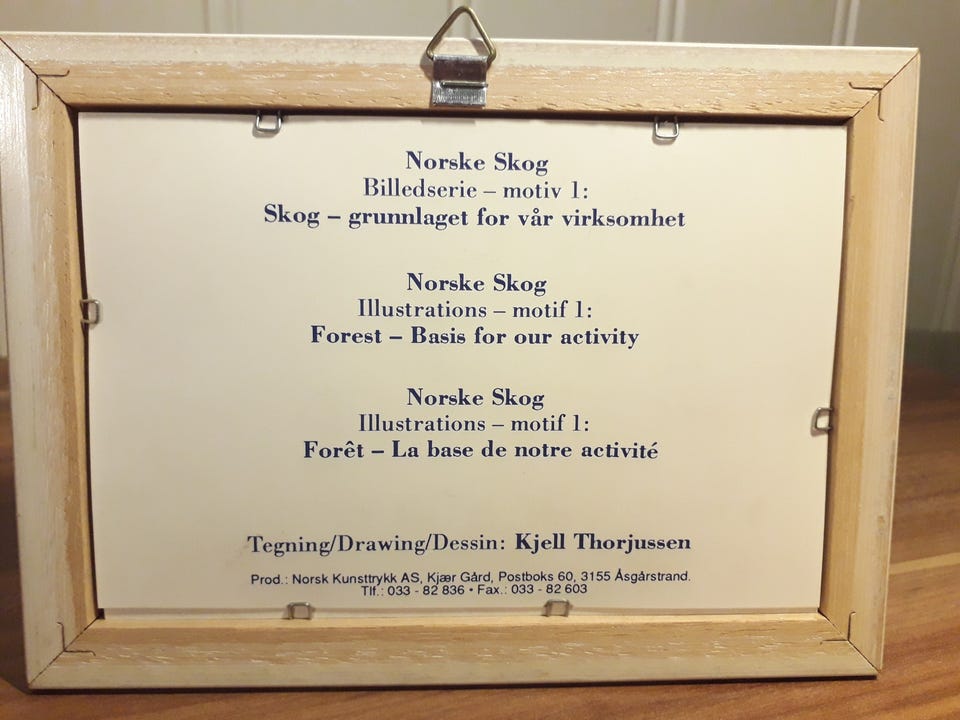 Norske Skog
Billedserie – motiv 1:
Skog – grunnlaget for vår virksomhet
Norske Skog
Illustrations – motif 1:
Forest – Basis for our activity
Norske Skog
Illustrations – motif 1:
Forêt – La base de notre activité
Tegning/Drawing/Dessin: Kjell Thorjussen
Prod.: Norsk Kunsttrykk AS, Kjær Gård, Postboks 60, 3155 Åsgårstrand.
Tlf.: 033 - 82 836 • Fax.: 033 - 82 603